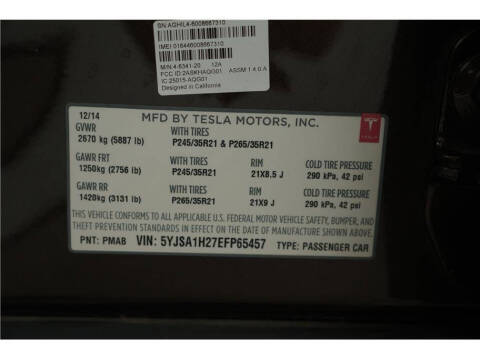 SN:AGHIL4-6008667310
IMEI:016446008667310
M/N:4-6341-20 12A
FCC ID:2ASKHAQG01 ASSM 1.4.0.A
IC:25015-AQG01
Designed in California
12/14 MFD BY TESLA MOTORS, INC.
GVWR WITH TIRES
2670 kg (5887 lb) P245/35R21 & P265/35R21
GAWR FRT WITH TIRES RIM COLD TIRE PRESSURE
1250kg (2756 lb) P245/35R21 21X8.5 J 290 kPa, 42 psi
GAWR RR WITH TIRES RIM COLD TIRE PRESSURE
1420kg (3131 lb) P265/35R21 21X9 J 290 kPa, 42 psi
THIS VEHICLE CONFORMS TO ALL APPLICABLE U.S. FEDERAL MOTOR VEHICLE SAFETY, BUMPER, AND
THEFT PREVENTION STANDARDS IN EFFECT ON THE DATE OF MANUFACTURE SHOWN ABOVE.
PNT: PMAB VIN: 5YJSA1H27EFP65457 TYPE: PASSENGER CAR